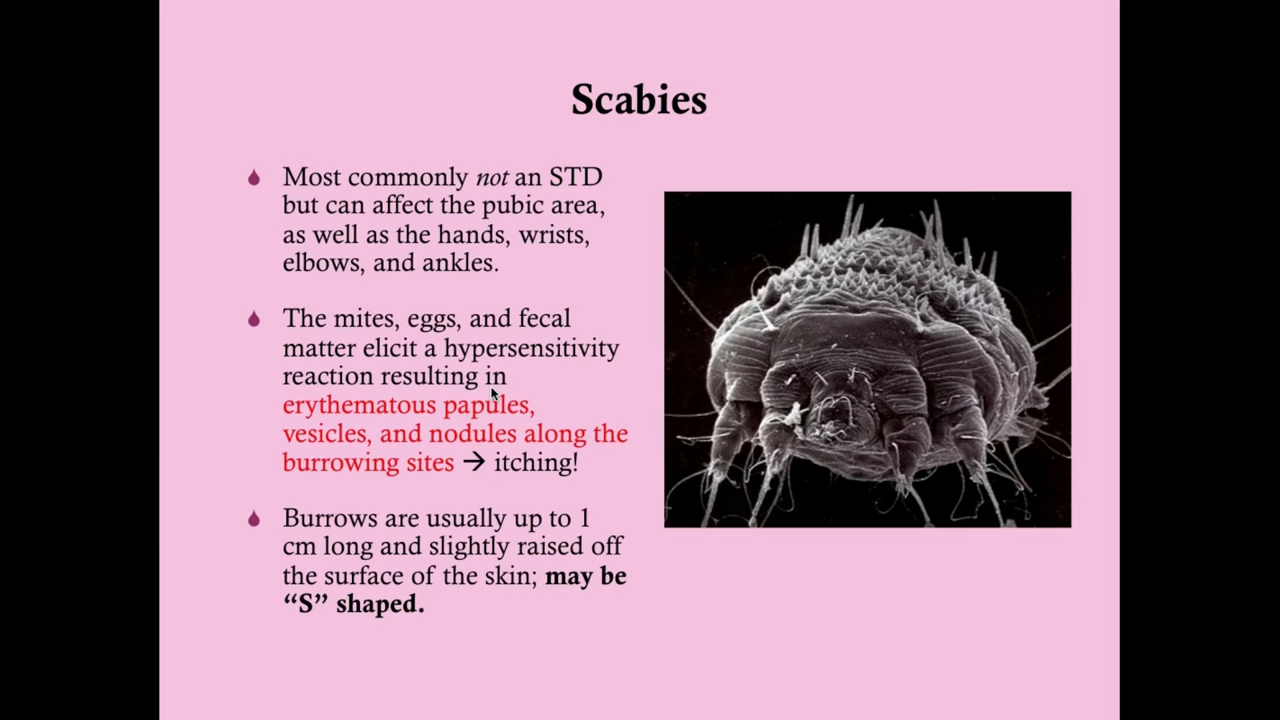 Scabies
Most commonly not an STD
but can affect the pubic area,
as well as the hands, wrists,
elbows, and ankles.
The mites, eggs, and fecal
matter elicit a hypersensitivity
reaction resulting in
erythematous papules,
vesicles, and nodules along the
burrowing sites → itching!
Burrows are usually up to 1
cm long and slightly raised off
the surface of the skin; may be
“S” shaped.